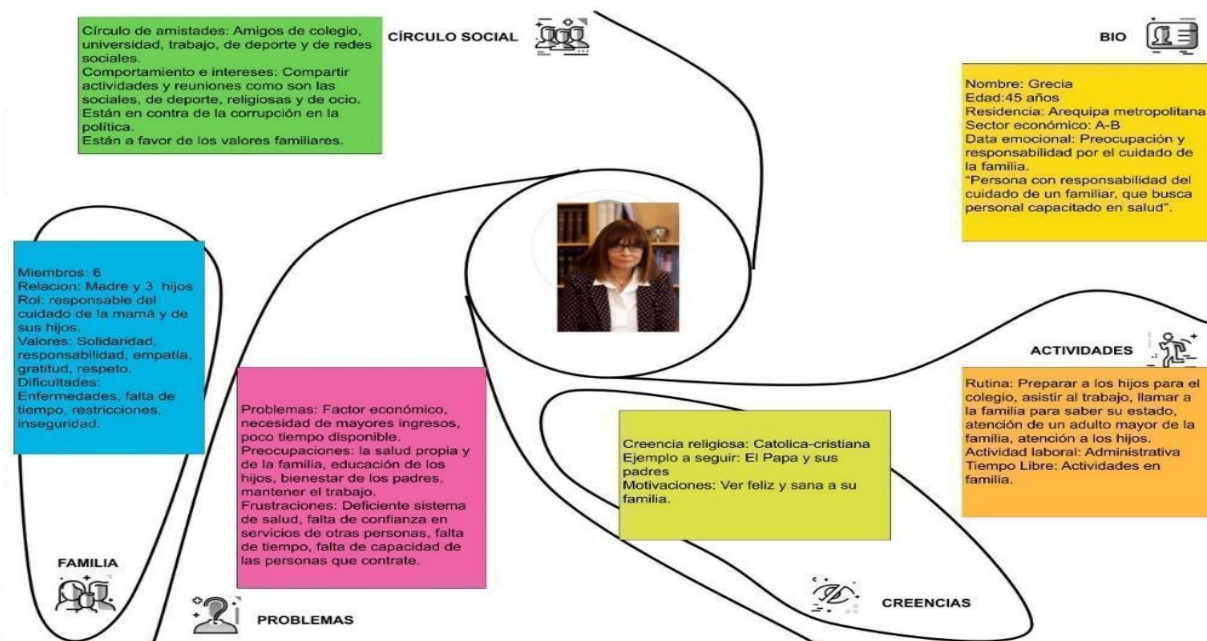 CÍRCULO SOCIAL
Círculo de amistades: Amigos de colegio,
universidad, trabajo, de deporte y de redes
sociales.
Comportamiento e intereses: Compartir
actividades y reuniones como son las
sociales, de deporte, religiosas y de ocio.
Están en contra de la corrupción en la
política.
Están a favor de los valores familiares.
BIO
Nombre: Grecia
Edad:45 años
Residencia: Arequipa metropolitana
Sector económico: A-B
Data emocional: Preocupación y
responsabilidad por el cuidado de
la familia.
“Persona con responsabilidad del
cuidado de un familiar, que busca
personal capacitado en salud”.
Miembros: 6
Relacion: Madre y 3 hijos
Rol: responsable del
cuidado de la mamá y de
sus hijos.
Valores: Solidaridad,
responsabilidad, empatía,
gratitud, respeto.
Dificultades:
Enfermedades, falta de
tiempo, restricciones,
inseguridad.
FAMILIA
Problemas: Factor económico,
necesidad de mayores ingresos,
poco tiempo disponible.
Preocupaciones: la salud propia y
de la familia, educación de los
hijos, bienestar de los padres,
mantener el trabajo.
Frustraciones: Deficiente sistema
de salud, falta de confianza en
servicios de otras personas, falta
de tiempo, falta de capacidad de
las personas que contrate.
PROBLEMAS
Creencia religiosa: Catolica-cristiana
Ejemplo a seguir: El Papa y sus
padres
Motivaciones: Ver feliz y sana a su
familia.
CREENCIAS
ACTIVIDADES
Rutina: Preparar a los hijos para el
colegio, asistir al trabajo, llamar a
la familia para saber su estado,
atención de un adulto mayor de la
familia, atención a los hijos.
Actividad laboral: Administrativa
Tiempo Libre: Actividades en
familia.